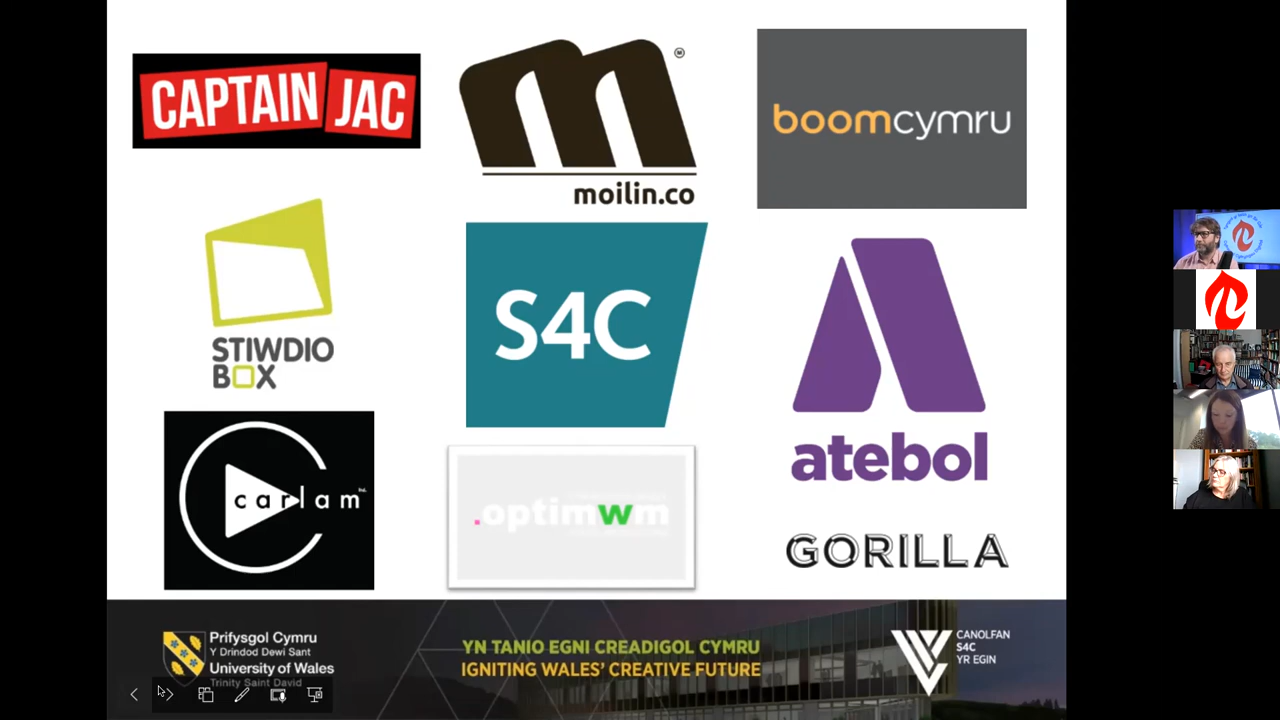 CAPTAIN JAC
moilin.co
boomcymru
STIWDIO
BOX
S4C
atebol
carlam ltd.
.optimwm
GORILLA
Prifysgol Cymru
Y Drindod Dewi Sant
University of Wales
Trinity Saint David
YN TANIO EGNI CREADIGOL CYMRU
IGNITING WALES' CREATIVE FUTURE
CANOLFAN
S4C
YR EGIN